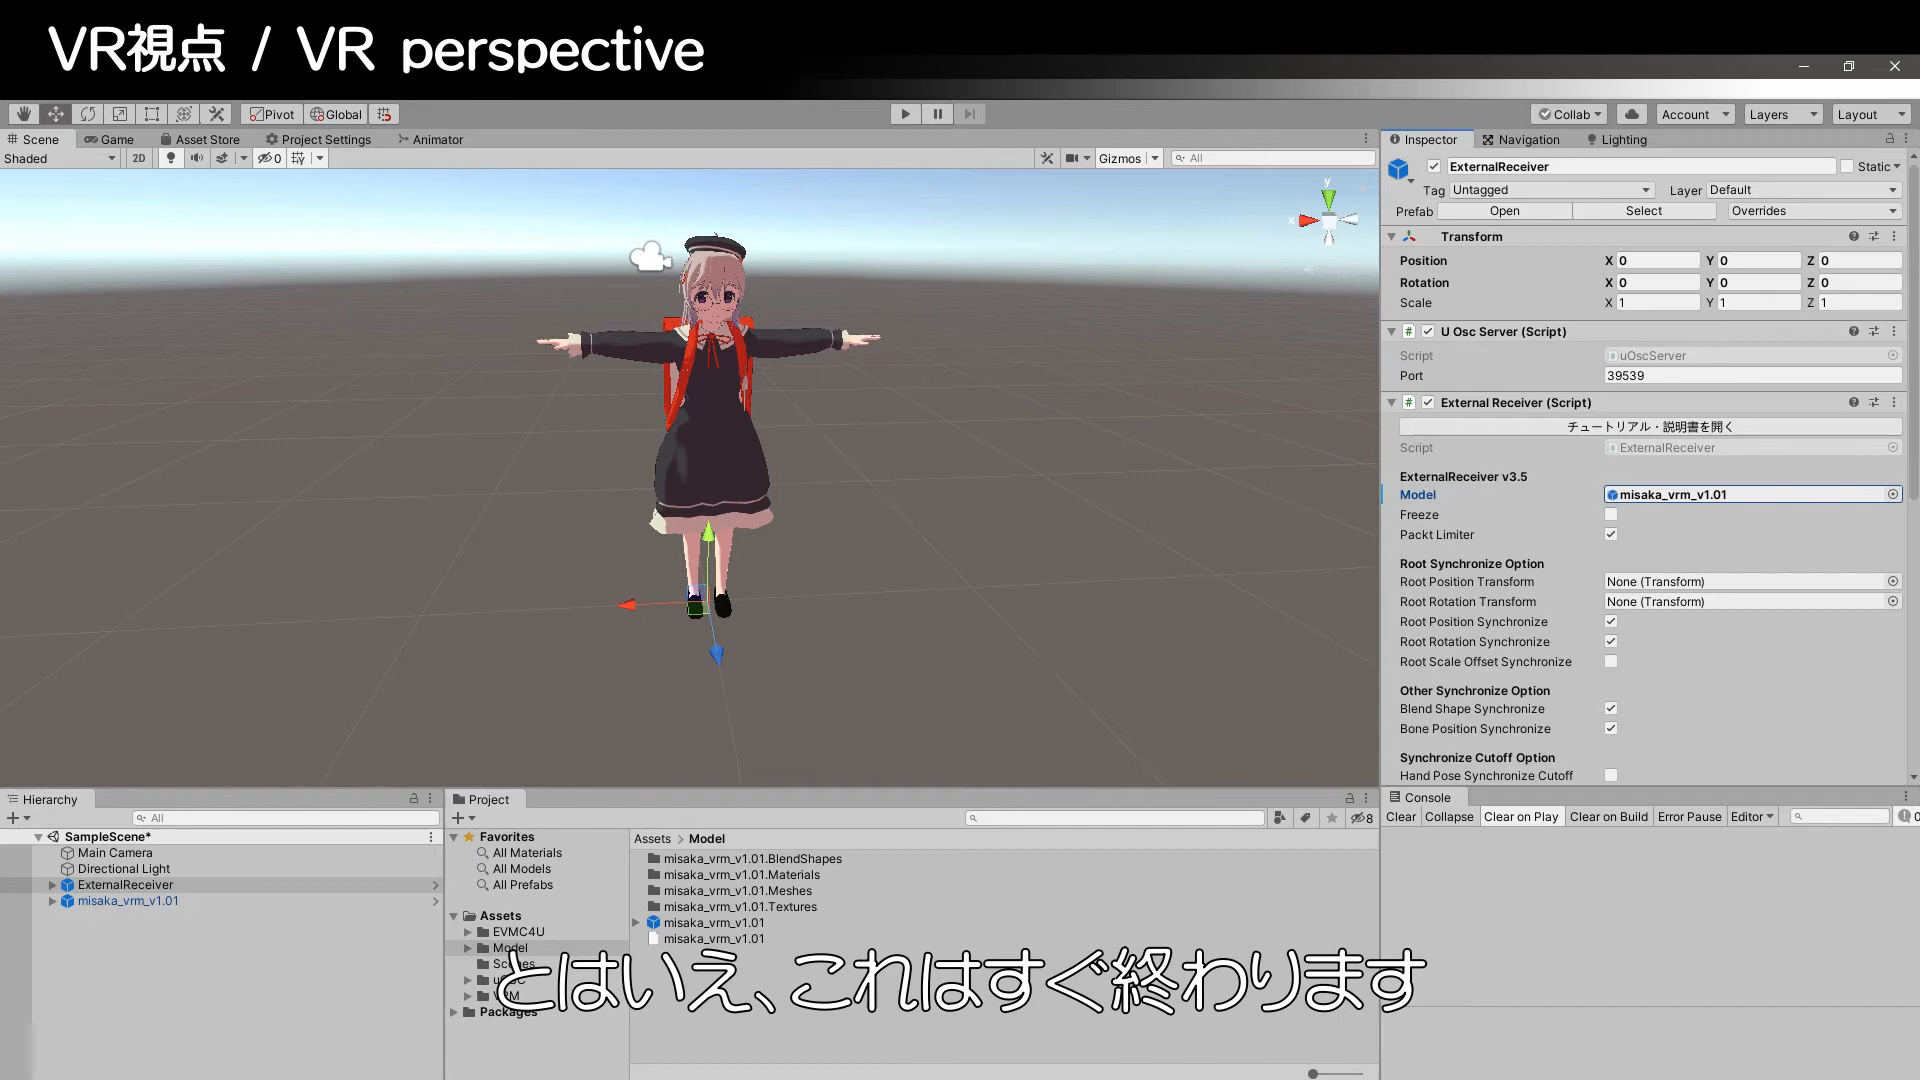 VR視点 / VR perspective
Pivot Global Collab Account Layers Layout
Scene Game Asset Store Project Settings Animator
Shaded 2D 0 Gizmos All
y
x
Inspector Navigation Lighting
ExternalReceiver Static
Tag Untagged Layer Default
Prefab Open Select Overrides
Transform
Position X 0 Y 0 Z 0
Rotation X 0 Y 0 Z 0
Scale X 1 Y 1 Z 1
# U Osc Server (Script)
Script uOscServer
Port 39539
# External Receiver (Script)
チュートリアル・説明書を開く
Script ExternalReceiver
ExternalReceiver v3.5
Model misaka_vrm_v1.01
Freeze
Packt Limiter
Root Synchronize Option
Root Position Transform None (Transform)
Root Rotation Transform None (Transform)
Root Position Synchronize
Root Rotation Synchronize
Root Scale Offset Synchronize
Other Synchronize Option
Blend Shape Synchronize
Bone Position Synchronize
Synchronize Cutoff Option
Hand Pose Synchronize Cutoff
Hierarchy
All
SampleScene*
Main Camera
Directional Light
ExternalReceiver
misaka_vrm_v1.01
Project
8
Favorites
All Materials
All Models
All Prefabs
Assets
EVMC4U
Model
Scenes
VRM
Packages
Assets > Model
misaka_vrm_v1.01.BlendShapes
misaka_vrm_v1.01.Materials
misaka_vrm_v1.01.Meshes
misaka_vrm_v1.01.Textures
misaka_vrm_v1.01
misaka_vrm_v1.01
Console
Clear Collapse Clear on Play Clear on Build Error Pause Editor 0
とはいえ、これはすぐ終わります